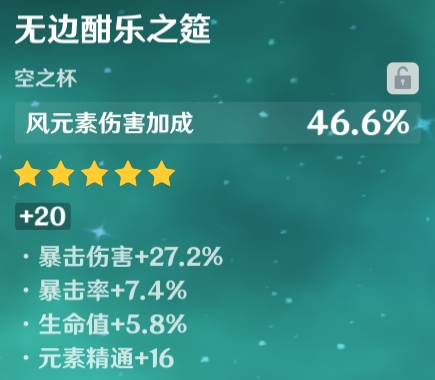 无边酣乐之筵
空之杯
风元素伤害加成 46.6%
+20
·暴击伤害+27.2%
·暴击率+7.4%
·生命值+5.8%
·元素精通+16